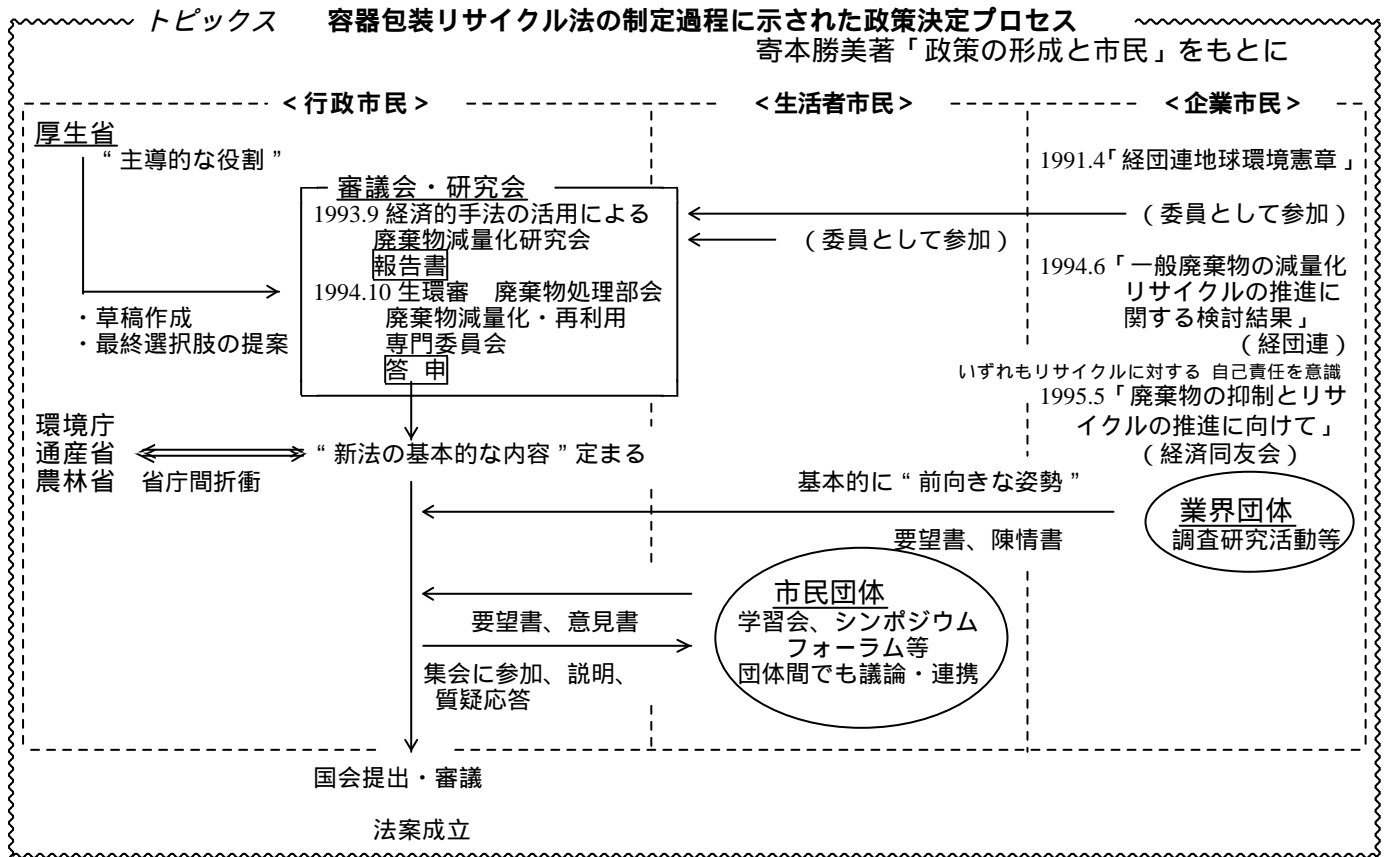 トピックス　容器包装リサイクル法の制定過程に示された政策決定プロセス
寄本勝美著「政策の形成と市民」をもとに
<行政市民>
<生活者市民>
<企業市民>
厚生省
“主導的な役割”
・草稿作成
・最終選択肢の提案
審議会・研究会
1993.9 経済的手法の活用による
廃棄物減量化研究会
報告書
1994.10 生環審　廃棄物処理部会
廃棄物減量化・再利用
専門委員会
答 申
（委員として参加）
（委員として参加）
1991.4「経団連地球環境憲章」
1994.6「一般廃棄物の減量化
リサイクルの推進に
関する検討結果」
（経団連）
いずれもリサイクルに対する 自己責任を意識
1995.5「廃棄物の抑制とリサ
イクルの推進に向けて」
（経済同友会）
環境庁
通産省
農林省
省庁間折衝
“新法の基本的な内容”定まる
基本的に“前向きな姿勢”
要望書、陳情書
業界団体
調査研究活動等
市民団体
学習会、シンポジウム
フォーラム等
団体間でも議論・連携
要望書、意見書
集会に参加、説明、
質疑応答
国会提出・審議
法案成立